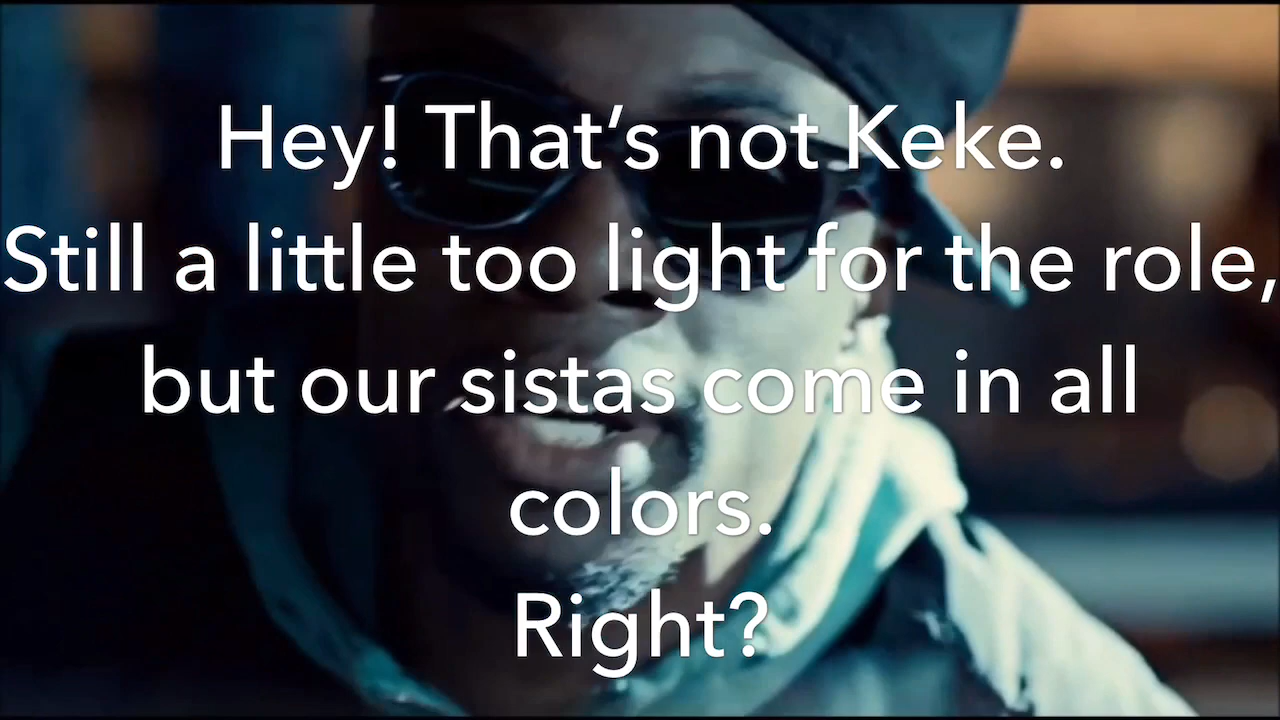 Hey! That’s not Keke.
Still a little too light for the role,
but our sistas come in all
colors.
Right?